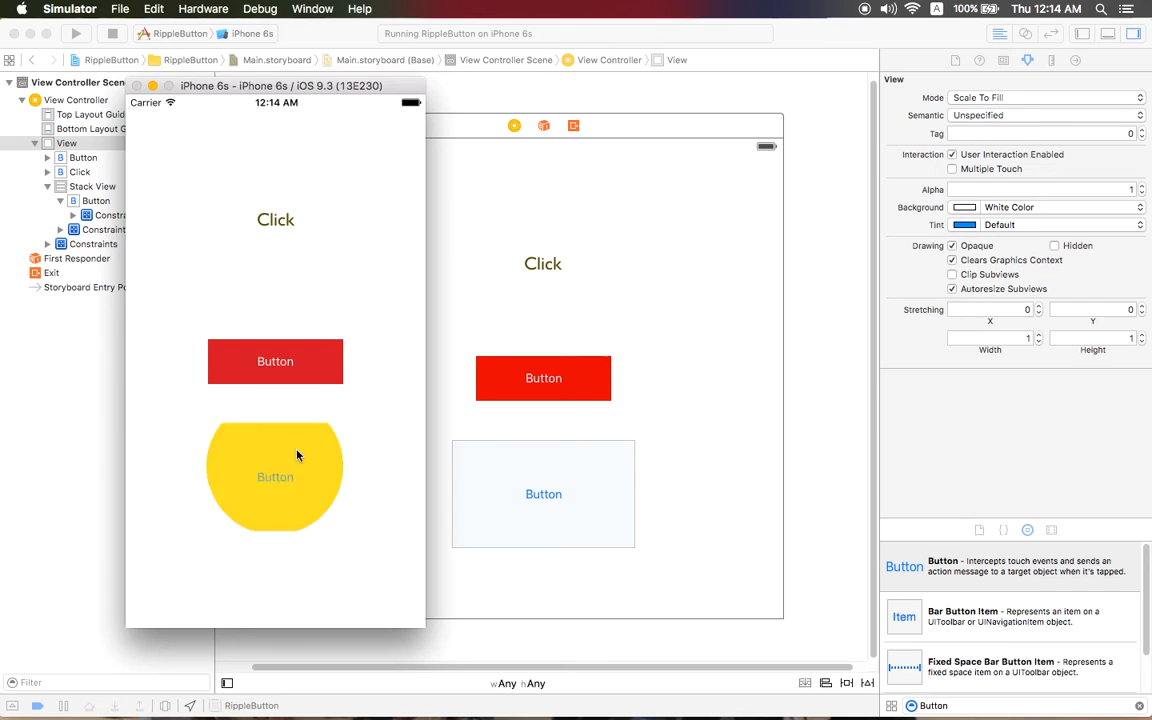 Simulator File Edit Hardware Debug Window Help
A 100% Thu 12:14 AM
RippleButton iPhone 6s
Running RippleButton on iPhone 6s
RippleButton RippleButton Main.storyboard Main.storyboard (Base) View Controller Scene View Controller View
View Controller Scen
View Controller
Top Layout Guid
Bottom Layout G
View
B Button
B Click
Stack View
B Button
Constra
Constraint
Constraints
First Responder
Exit
Storyboard Entry Po
Filter
iPhone 6s - iPhone 6s / iOS 9.3 (13E230)
Carrier 12:14 AM
Click
Button
Button
Click
Button
Button
wAny hAny
RippleButton
View
Mode Scale To Fill
Semantic Unspecified
Tag 0
Interaction User Interaction Enabled
Multiple Touch
Alpha 1
Background White Color
Tint Default
Drawing Opaque Hidden
Clears Graphics Context
Clip Subviews
Autoresize Subviews
Stretching 0 0
X Y
1 1
Width Height
Button Button - Intercepts touch events and sends an
action message to a target object when it's tapped.
Item Bar Button Item - Represents an item on a
UIToolbar or UINavigationItem object.
Fixed Space Bar Button Item - Represents a
fixed space item on a UIToolbar object.
Button